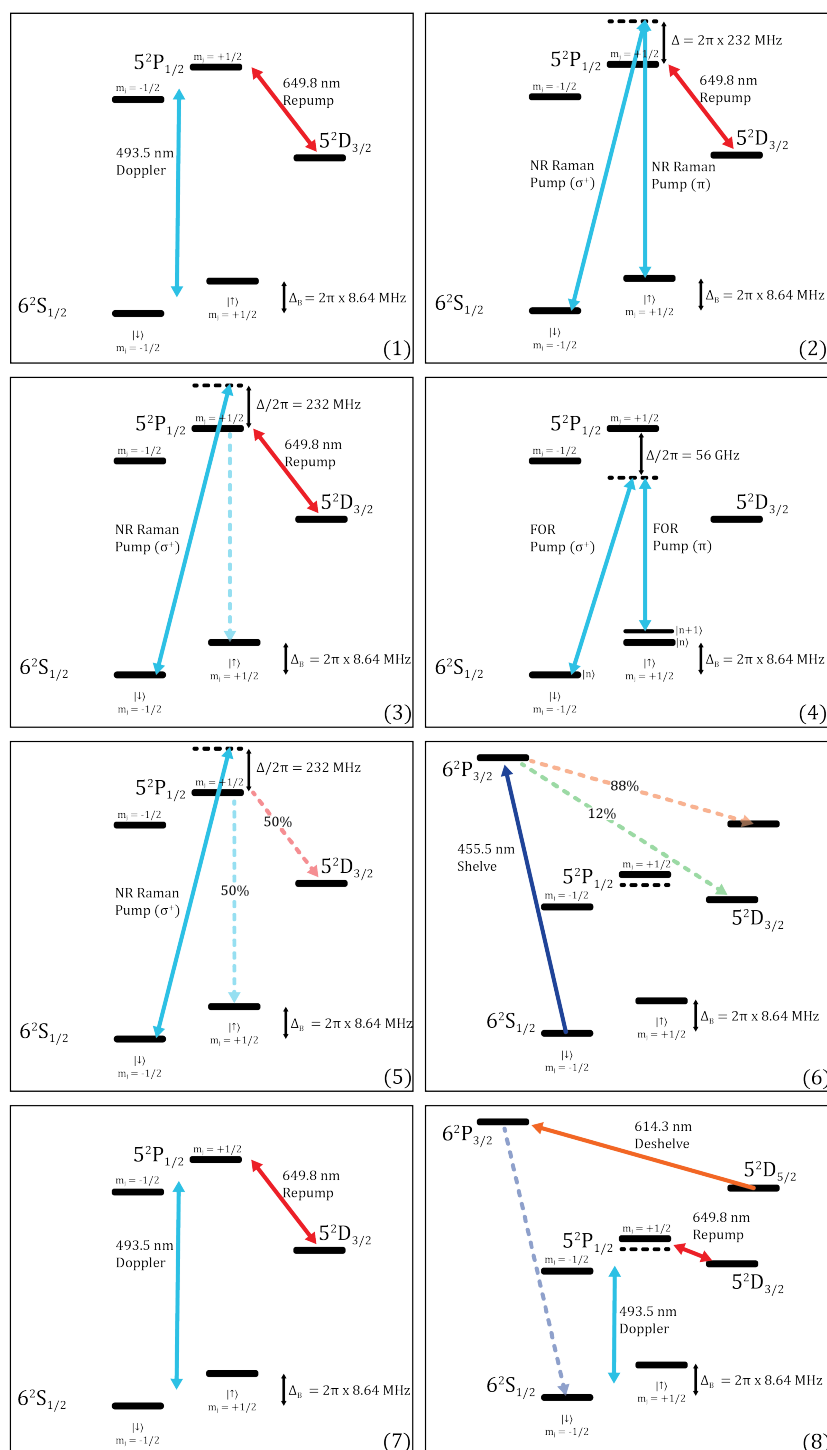 5²P₁/₂
mⱼ = +1/2
mⱼ = -1/2
649.8 nm
Repump
5²D₃/₂
493.5 nm
Doppler
6²S₁/₂
|↓⟩
mⱼ = -1/2
|↑⟩
mⱼ = +1/2
Δ_B = 2π x 8.64 MHz
(1)
Δ = 2π x 232 MHz
5²P₁/₂
mⱼ = +1/2
mⱼ = -1/2
649.8 nm
Repump
5²D₃/₂
NR Raman
Pump (σ⁺)
NR Raman
Pump (π)
6²S₁/₂
|↓⟩
mⱼ = -1/2
|↑⟩
mⱼ = +1/2
Δ_B = 2π x 8.64 MHz
(2)
Δ/2π = 232 MHz
5²P₁/₂
mⱼ = +1/2
mⱼ = -1/2
649.8 nm
Repump
5²D₃/₂
NR Raman
Pump (σ⁺)
6²S₁/₂
|↓⟩
mⱼ = -1/2
|↑⟩
mⱼ = +1/2
Δ_B = 2π x 8.64 MHz
(3)
5²P₁/₂
mⱼ = +1/2
mⱼ = -1/2
Δ/2π = 56 GHz
5²D₃/₂
FOR
Pump (σ⁺)
FOR
Pump (π)
|n+1⟩
|n⟩
6²S₁/₂
|n⟩
|↓⟩
mⱼ = -1/2
|↑⟩
mⱼ = +1/2
Δ_B = 2π x 8.64 MHz
(4)
Δ/2π = 232 MHz
5²P₁/₂
mⱼ = +1/2
mⱼ = -1/2
50%
5²D₃/₂
50%
NR Raman
Pump (σ⁺)
6²S₁/₂
|↓⟩
mⱼ = -1/2
|↑⟩
mⱼ = +1/2
Δ_B = 2π x 8.64 MHz
(5)
6²P₃/₂
88%
12%
455.5 nm
Shelve
5²P₁/₂
mⱼ = +1/2
mⱼ = -1/2
5²D₃/₂
6²S₁/₂
|↓⟩
mⱼ = -1/2
|↑⟩
mⱼ = +1/2
Δ_B = 2π x 8.64 MHz
(6)
5²P₁/₂
mⱼ = +1/2
mⱼ = -1/2
649.8 nm
Repump
5²D₃/₂
493.5 nm
Doppler
6²S₁/₂
|↓⟩
mⱼ = -1/2
|↑⟩
mⱼ = +1/2
Δ_B = 2π x 8.64 MHz
(7)
6²P₃/₂
614.3 nm
Deshelve
5²D₅/₂
5²P₁/₂
mⱼ = +1/2
mⱼ = -1/2
649.8 nm
Repump
5²D₃/₂
493.5 nm
Doppler
6²S₁/₂
|↓⟩
mⱼ = -1/2
|↑⟩
mⱼ = +1/2
Δ_B = 2π x 8.64 MHz
(8)